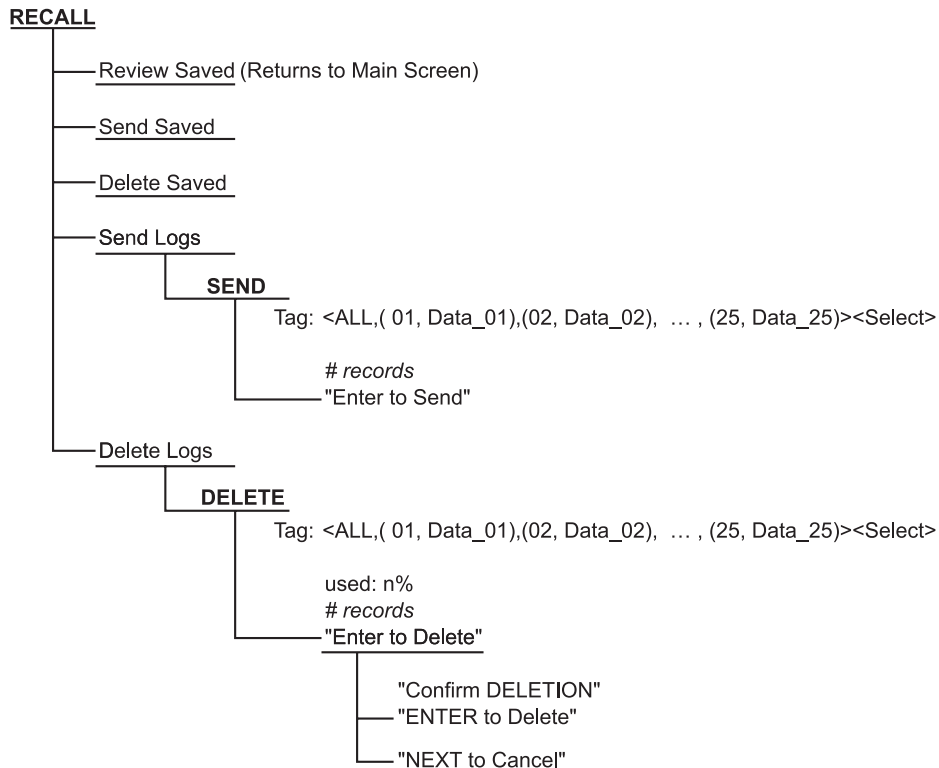 RECALL
Review Saved (Returns to Main Screen)
Send Saved
Delete Saved
Send Logs
SEND
Tag: <ALL,( 01, Data_01),(02, Data_02), … , (25, Data_25)><Select>
# records
"Enter to Send"
Delete Logs
DELETE
Tag: <ALL,( 01, Data_01),(02, Data_02), … , (25, Data_25)><Select>
used: n%
# records
"Enter to Delete"
"Confirm DELETION"
"ENTER to Delete"
"NEXT to Cancel"